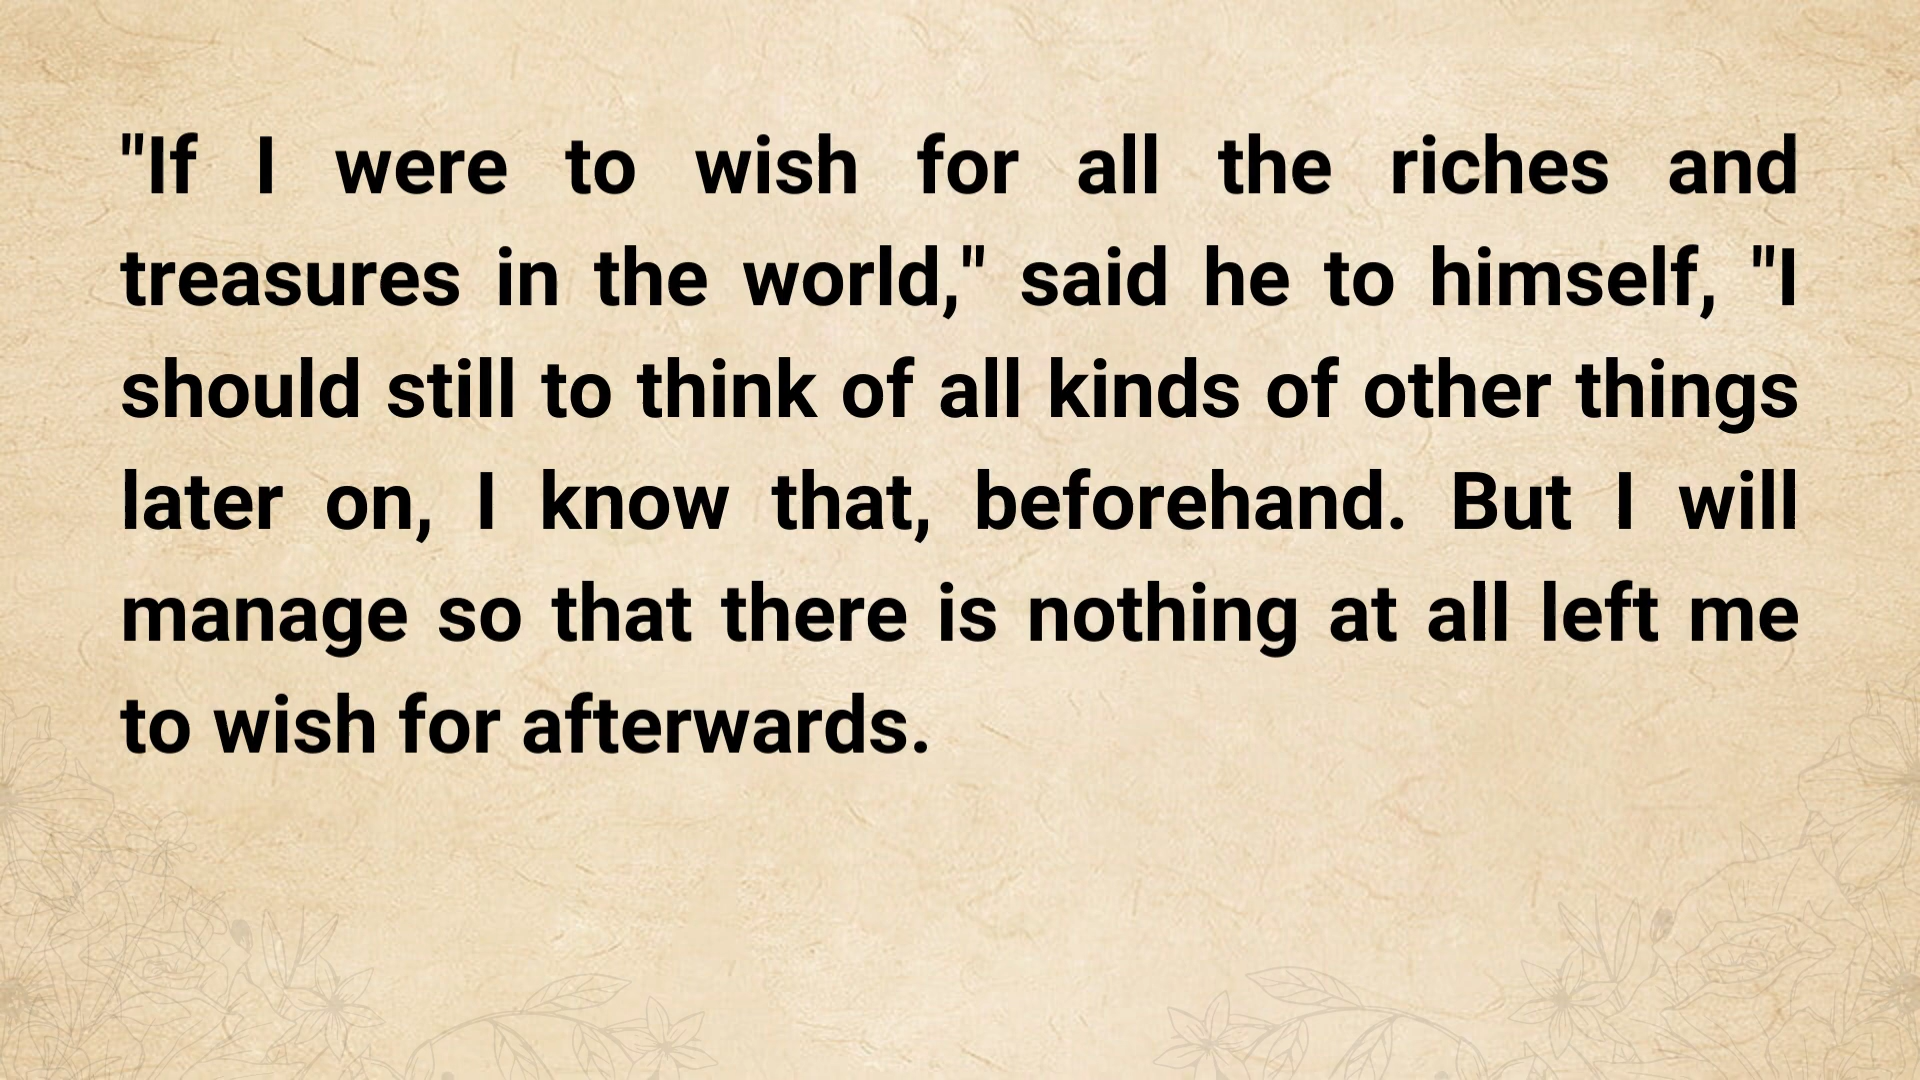 "If I were to wish for all the riches and
treasures in the world," said he to himself, "I
should still to think of all kinds of other things
later on, I know that, beforehand. But I will
manage so that there is nothing at all left me
to wish for afterwards.